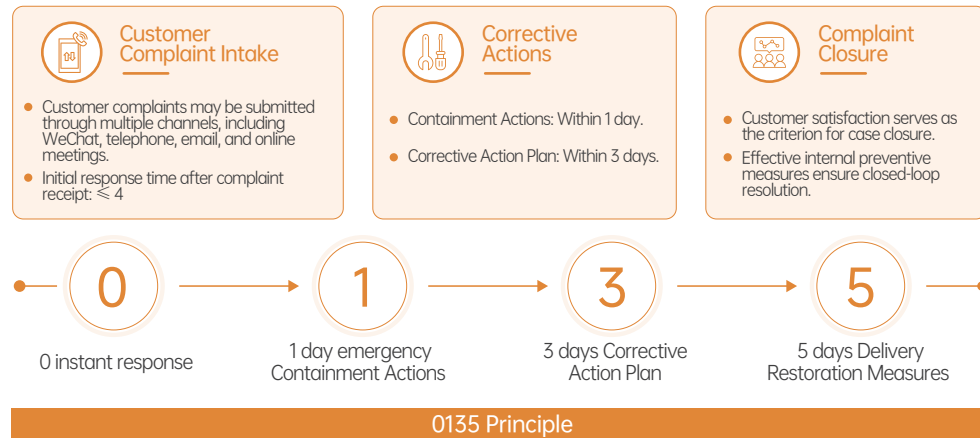 Customer
Complaint Intake
Customer complaints may be submitted
through multiple channels, including
WeChat, telephone, email, and online
meetings.
Initial response time after complaint
receipt: ≤ 4
Corrective
Actions
Containment Actions: Within 1 day.
Corrective Action Plan: Within 3 days.
Complaint
Closure
Customer satisfaction serves as
the criterion for case closure.
Effective internal preventive
measures ensure closed-loop
resolution.
0
1
3
5
0 instant response
1 day emergency
Containment Actions
3 days Corrective
Action Plan
5 days Delivery
Restoration Measures
0135 Principle